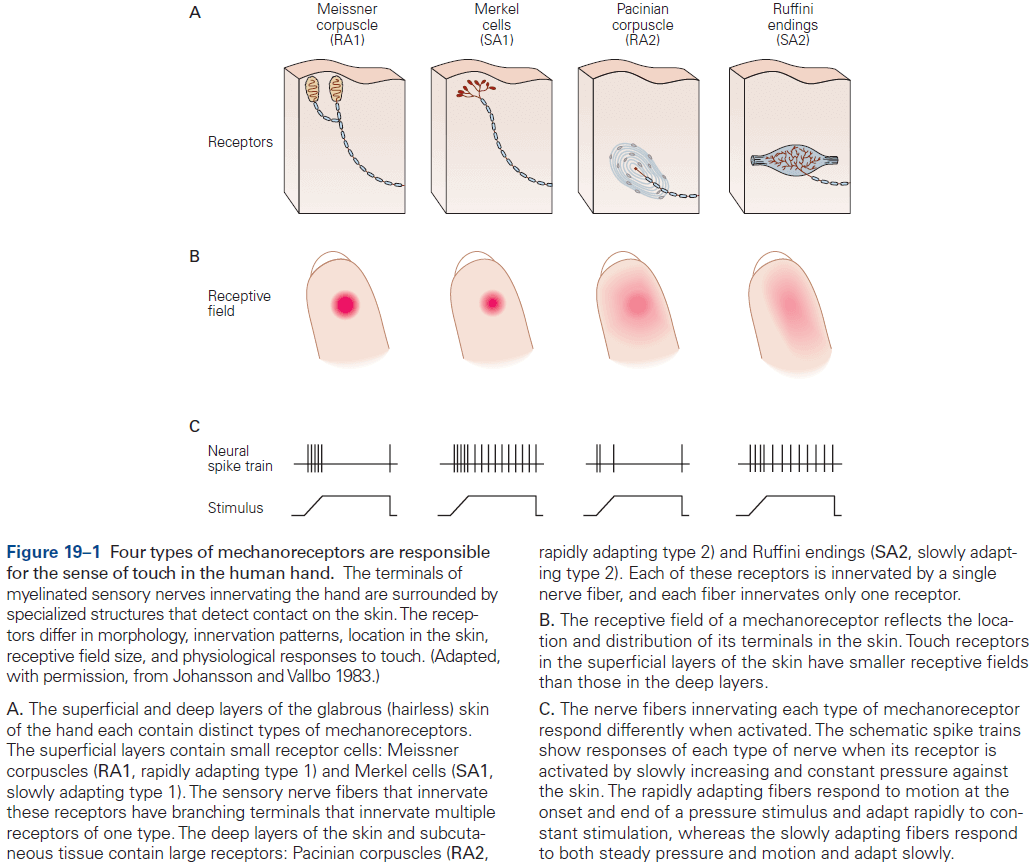 A
Meissner
corpuscle
(RA1)
Merkel
cells
(SA1)
Pacinian
corpuscle
(RA2)
Ruffini
endings
(SA2)
Receptors
B
Receptive
field
C
Neural
spike train
Stimulus
Figure 19–1 Four types of mechanoreceptors are responsible
for the sense of touch in the human hand. The terminals of
myelinated sensory nerves innervating the hand are surrounded by
specialized structures that detect contact on the skin. The recep-
tors differ in morphology, innervation patterns, location in the skin,
receptive field size, and physiological responses to touch. (Adapted,
with permission, from Johansson and Vallbo 1983.)
A. The superficial and deep layers of the glabrous (hairless) skin
of the hand each contain distinct types of mechanoreceptors.
The superficial layers contain small receptor cells: Meissner
corpuscles (RA1, rapidly adapting type 1) and Merkel cells (SA1,
slowly adapting type 1). The sensory nerve fibers that innervate
these receptors have branching terminals that innervate multiple
receptors of one type. The deep layers of the skin and subcuta-
neous tissue contain large receptors: Pacinian corpuscles (RA2,
rapidly adapting type 2) and Ruffini endings (SA2, slowly adapt-
ing type 2). Each of these receptors is innervated by a single
nerve fiber, and each fiber innervates only one receptor.
B. The receptive field of a mechanoreceptor reflects the loca-
tion and distribution of its terminals in the skin. Touch receptors
in the superficial layers of the skin have smaller receptive fields
than those in the deep layers.
C. The nerve fibers innervating each type of mechanoreceptor
respond differently when activated. The schematic spike trains
show responses of each type of nerve when its receptor is
activated by slowly increasing and constant pressure against
the skin. The rapidly adapting fibers respond to motion at the
onset and end of a pressure stimulus and adapt rapidly to con-
stant stimulation, whereas the slowly adapting fibers respond
to both steady pressure and motion and adapt slowly.